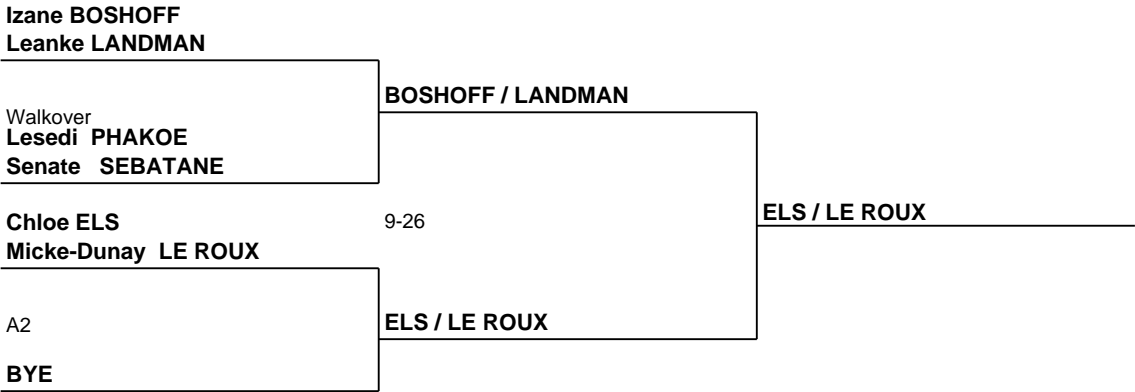 Izane BOSHOFF
Leanke LANDMAN
BOSHOFF / LANDMAN
Walkover
Lesedi PHAKOE
Senate SEBATANE
Chloe ELS
9-26
ELS / LE ROUX
Micke-Dunay LE ROUX
A2
ELS / LE ROUX
BYE